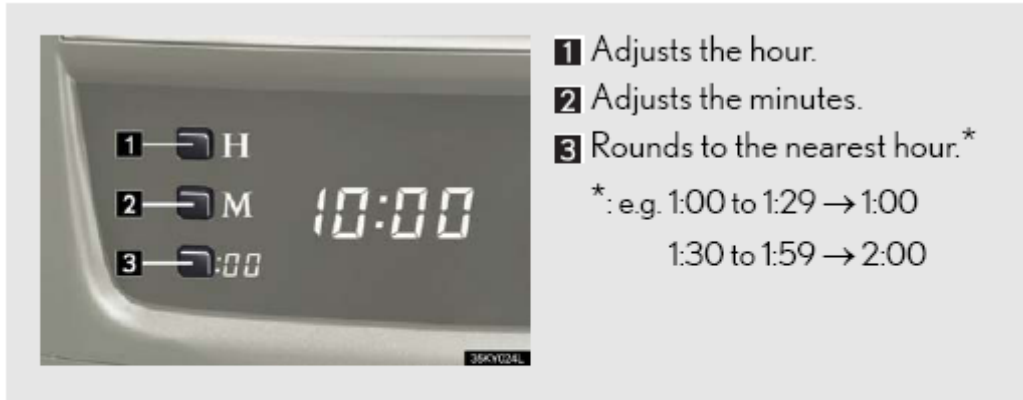 1 Adjusts the hour.
2 Adjusts the minutes.
3 Rounds to the nearest hour.*
*: e.g. 1:00 to 1:29 → 1:00
1:30 to 1:59 → 2:00
1 H
2 M
3 :00
10:00
35KY024L